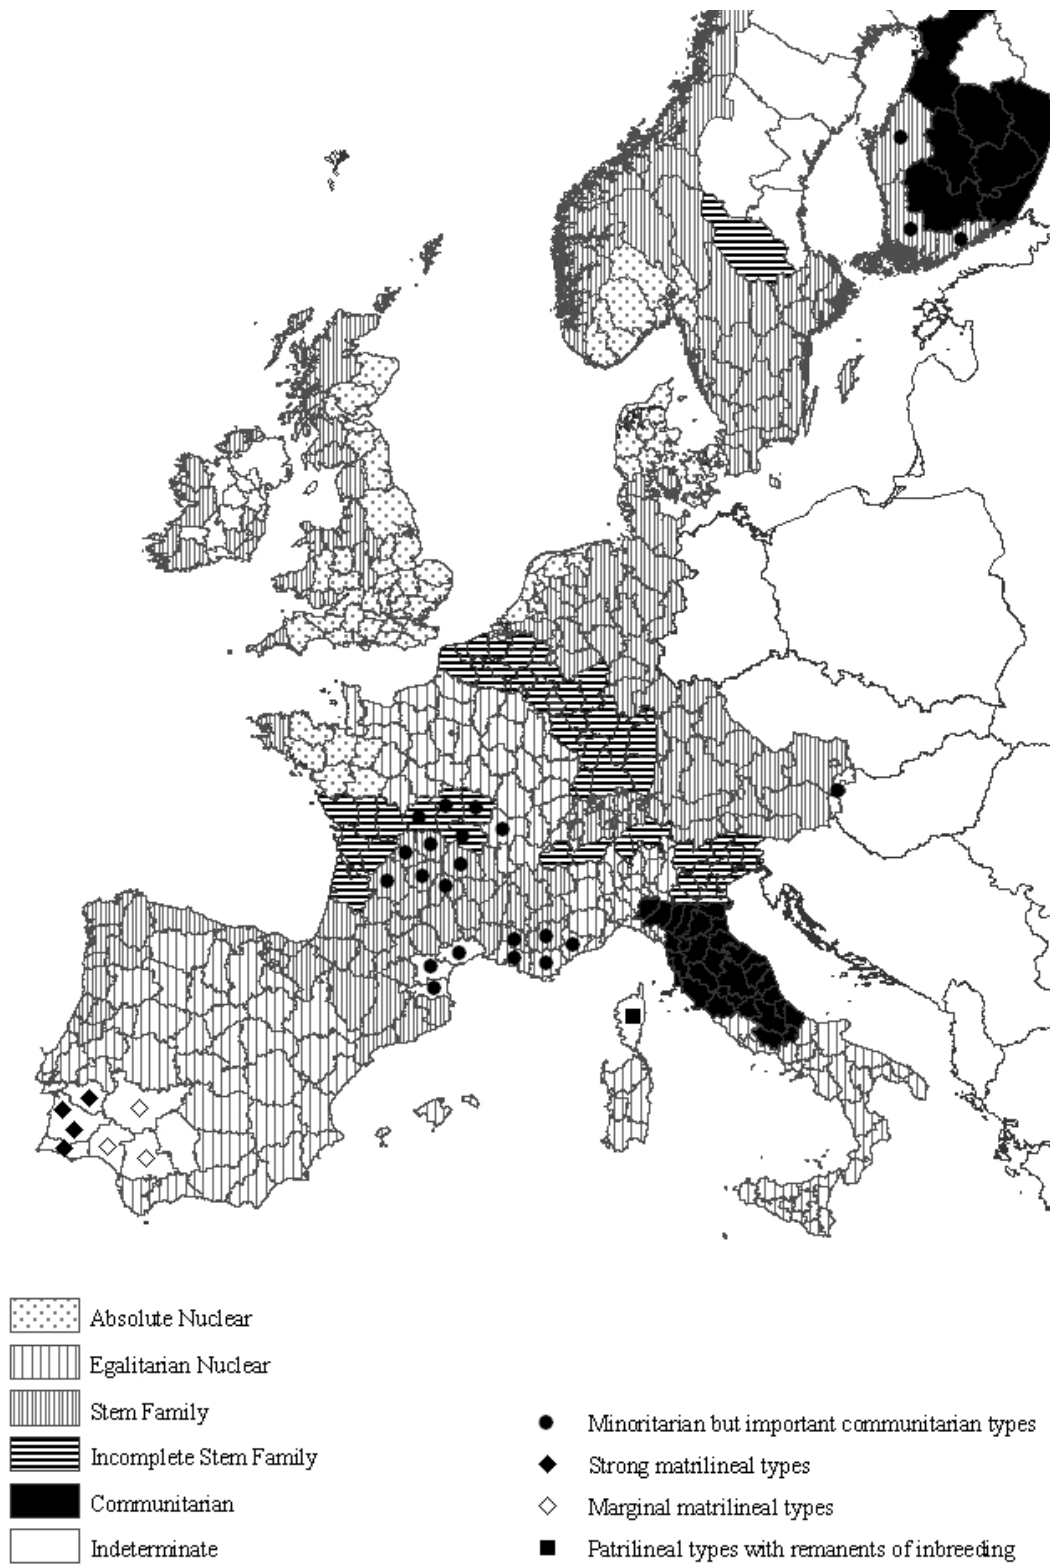 Absolute Nuclear
Egalitarian Nuclear
Stem Family
Incomplete Stem Family
Communitarian
Indeterminate
Minoritarian but important communitarian types
Strong matrilineal types
Marginal matrilineal types
Patrilineal types with remanents of inbreeding